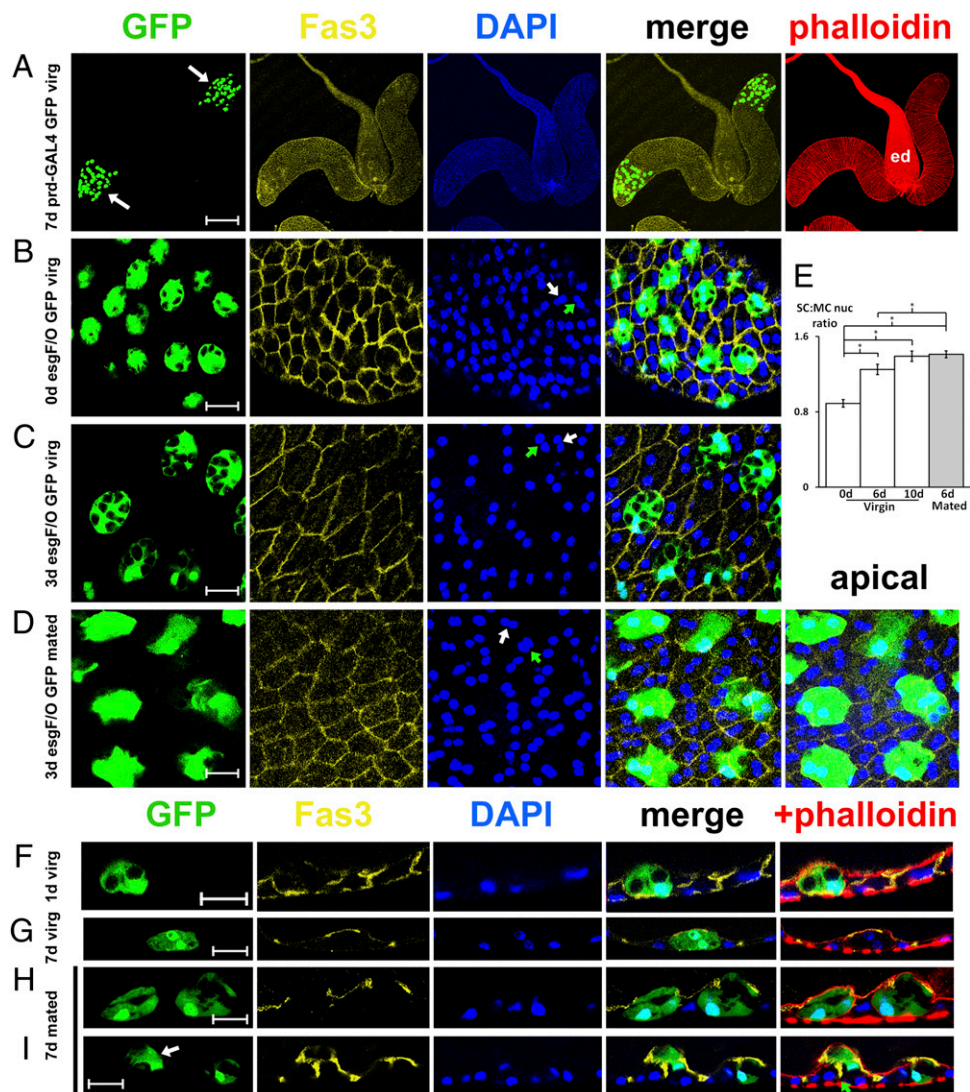 GFP Fas3 DAPI merge phalloidin
A
7d prd-GAL4 GFP virg
ed
B
0d esgF/O GFP virg
E
SC:MC nuc
ratio
* * * *
1.6
0.8
0
0d 6d 10d 6d
Virgin Mated
C
3d esgF/O GFP virg
apical
D
3d esgF/O GFP mated
GFP Fas3 DAPI merge +phalloidin
F
1d virg
G
7d virg
H
7d mated
I